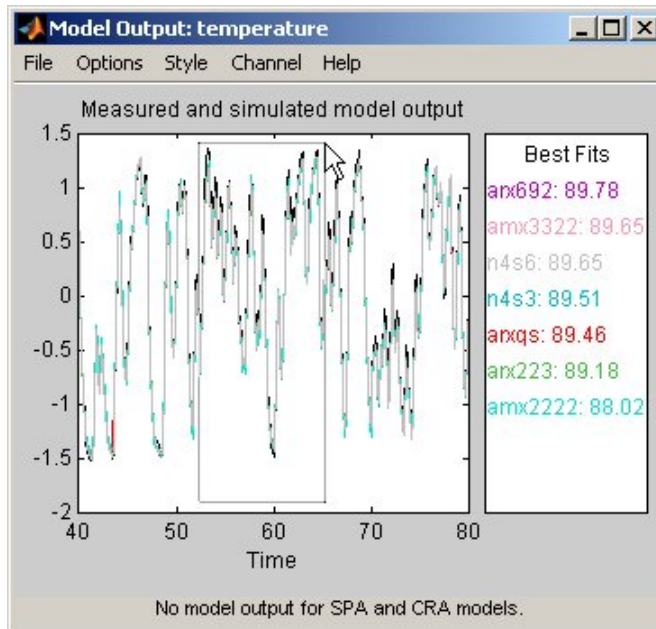 Model Output: temperature
File Options Style Channel Help
Measured and simulated model output
1.5
1
0.5
0
-0.5
-1
-1.5
-2
40 50 60 70 80
Time
Best Fits
arx692: 89.78
amx3322: 89.65
n4s6: 89.65
n4s3: 89.51
arxqs: 89.46
arx223: 89.18
amx2222: 88.02
No model output for SPA and CRA models.